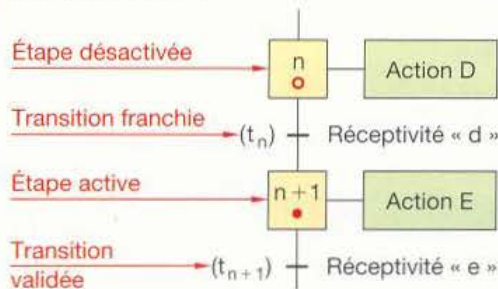 Étape désactivée
n
Action D
Transition franchie
(tn)
Réceptivité « d »
Étape active
n+1
Action E
Transition
validée
(tn+1)
Réceptivité « e »